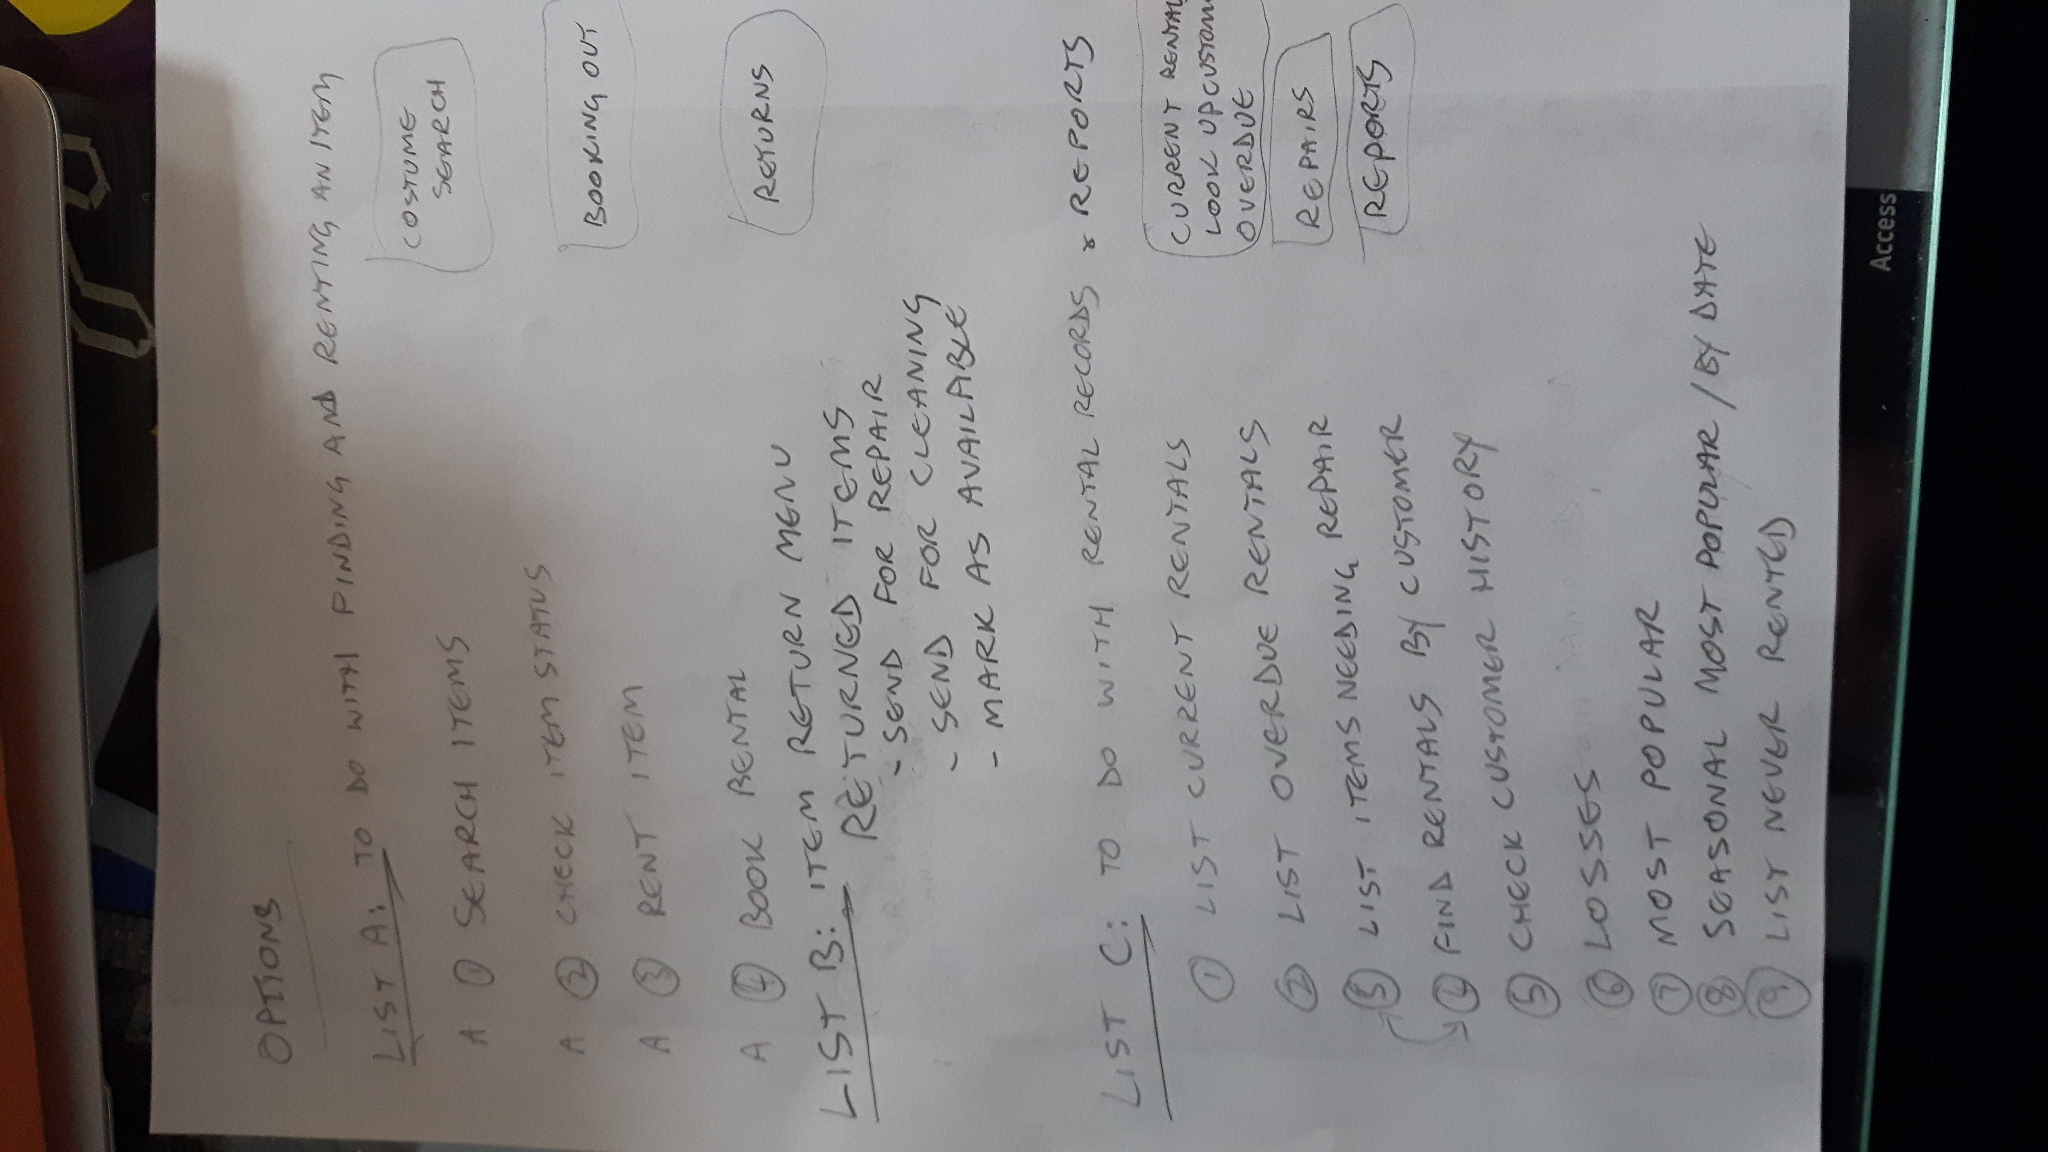 OPTIONS
LIST A: TO DO WITH FINDING AND RENTING AN ITEM
COSTUME
SEARCH
A 1 SEARCH ITEMS
A 2 CHECK ITEM STATUS
BOOKING OUT
A 3 RENT ITEM
A 4 BOOK RENTAL
RETURNS
LIST B: ITEM RETURN MENU
RETURNED ITEMS
- SEND FOR REPAIR
- SEND FOR CLEANING
- MARK AS AVAILABLE
LIST C: TO DO WITH RENTAL RECORDS & REPORTS
1 LIST CURRENT RENTALS
CURRENT RENTAL
LOOK UP CUSTOM
OVERDUE
2 LIST OVERDUE RENTALS
REPAIRS
3 LIST ITEMS NEEDING REPAIR
REPORTS
4 FIND RENTALS BY CUSTOMER
5 CHECK CUSTOMER HISTORY
6 LOSSES
7 MOST POPULAR
8 SEASONAL MOST POPULAR / BY DATE
9 LIST NEVER RENTED
Access